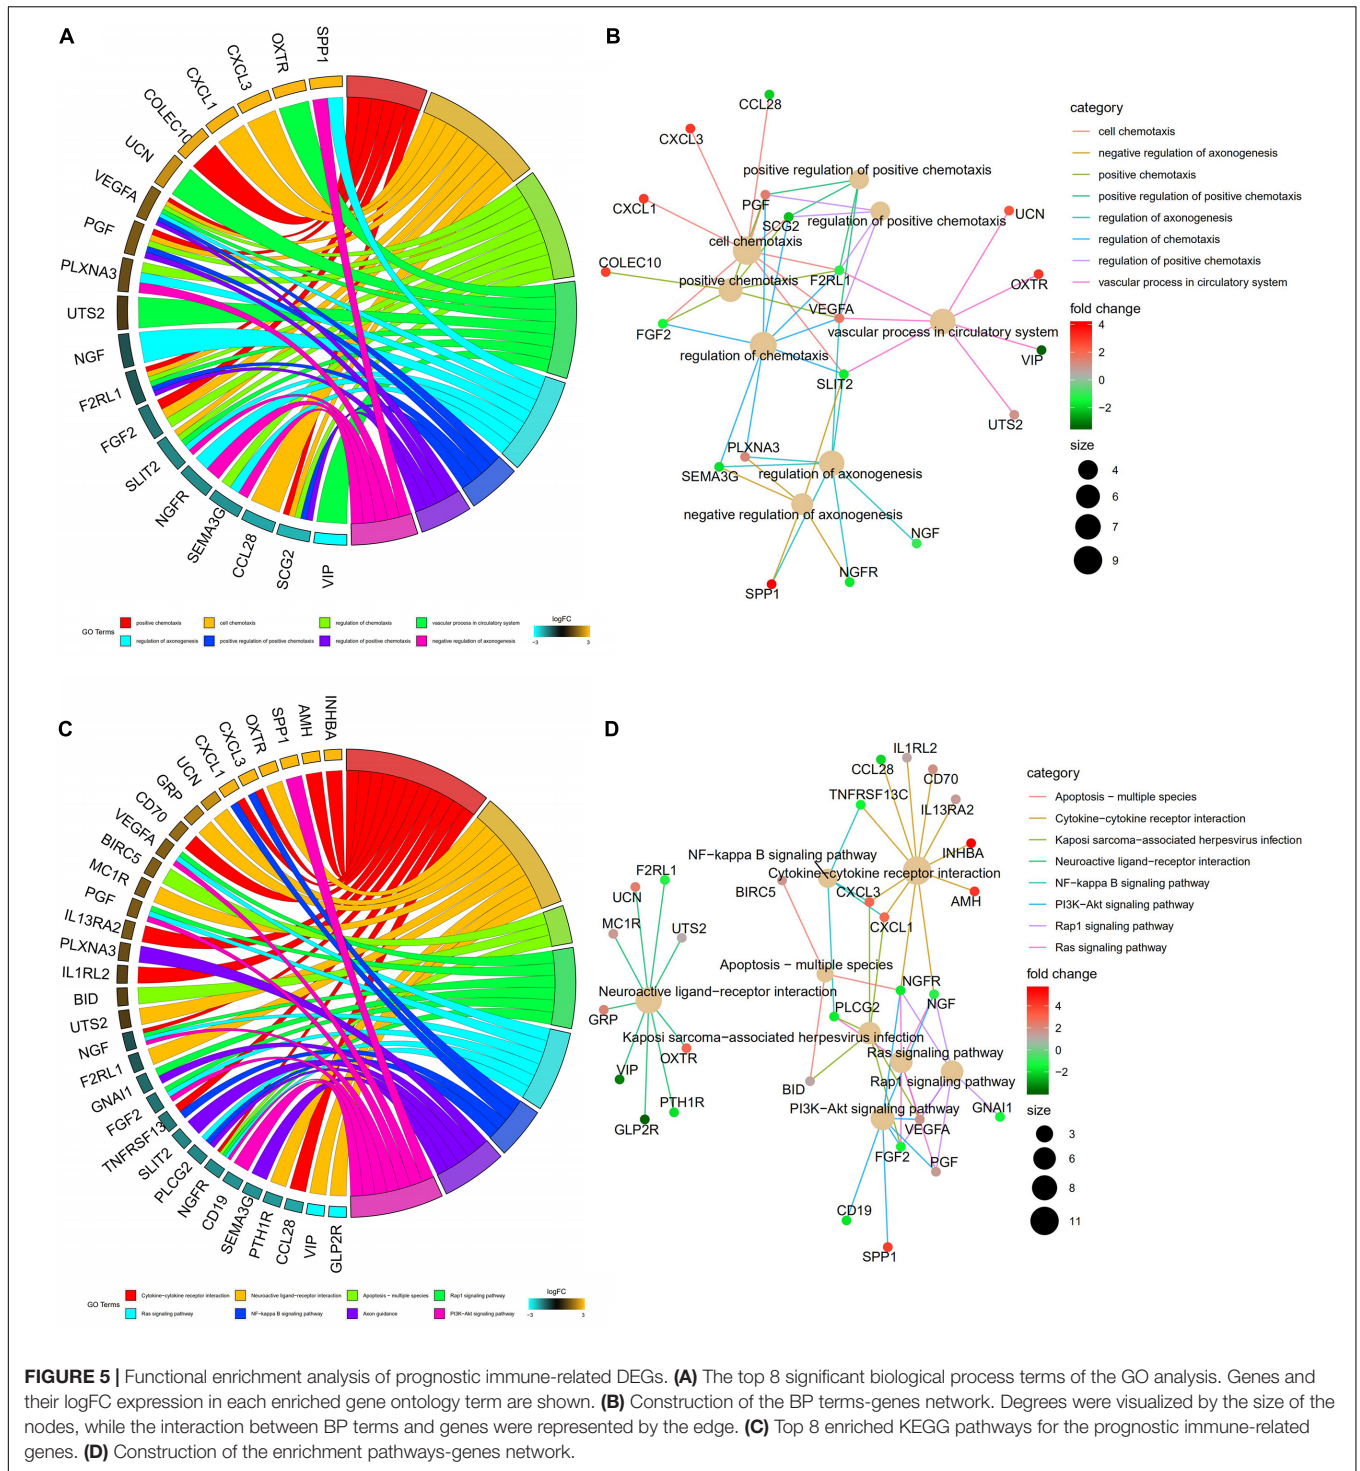 A
SPP1
OXTR
CXCL3
CXCL1
COLEC10
UCN
VEGFA
PGF
PLXNA3
UTS2
NGF
F2RL1
FGF2
SLIT2
NGFR
SEMA3G
CCL28
SCG2
VIP
GO Terms
positive chemotaxis
cell chemotaxis
regulation of chemotaxis
vascular process in circulatory system
regulation of axonogenesis
positive regulation of positive chemotaxis
regulation of positive chemotaxis
negative regulation of axonogenesis
logFC
−3 3
B
CCL28
CXCL3
positive regulation of positive chemotaxis
PGF
CXCL1
SCG2
regulation of positive chemotaxis
UCN
cell chemotaxis
COLEC10
positive chemotaxis
F2RL1
OXTR
VEGFA
FGF2
vascular process in circulatory system
regulation of chemotaxis
VIP
SLIT2
UTS2
PLXNA3
SEMA3G
regulation of axonogenesis
negative regulation of axonogenesis
NGF
NGFR
SPP1
category
cell chemotaxis
negative regulation of axonogenesis
positive chemotaxis
positive regulation of positive chemotaxis
regulation of axonogenesis
regulation of chemotaxis
regulation of positive chemotaxis
vascular process in circulatory system
fold change
4
2
0
−2
size
4
6
7
9
C
INHBA
AMH
SPP1
OXTR
CXCL3
CXCL1
UCN
GRP
CD70
VEGFA
BIRC5
MC1R
PGF
IL13RA2
PLXNA3
IL1RL2
BID
UTS2
NGF
F2RL1
GNAI1
FGF2
TNFRSF13
SLIT2
PLCG2
NGFR
CD19
SEMA3G
PTH1R
CCL28
VIP
GLP2R
GO Terms
Cytokine−cytokine receptor interaction
Neuroactive ligand−receptor interaction
Apoptosis − multiple species
Rap1 signaling pathway
Ras signaling pathway
NF−kappa B signaling pathway
Axon guidance
PI3K−Akt signaling pathway
logFC
−3 3
D
IL1RL2
CCL28
CD70
TNFRSF13C
IL13RA2
INHBA
NF−kappa B signaling pathway
Cytokine−cytokine receptor interaction
F2RL1
UCN
BIRC5
CXCL3
AMH
CXCL1
MC1R
UTS2
Apoptosis − multiple species
NGFR
Neuroactive ligand−receptor interaction
NGF
PLCG2
GRP
Kaposi sarcoma−associated herpesvirus infection
OXTR
Ras signaling pathway
VIP
BID
Rap1 signaling pathway
PTH1R
PI3K−Akt signaling pathway
GNAI1
GLP2R
VEGFA
FGF2
PGF
CD19
SPP1
category
Apoptosis − multiple species
Cytokine−cytokine receptor interaction
Kaposi sarcoma−associated herpesvirus infection
Neuroactive ligand−receptor interaction
NF−kappa B signaling pathway
PI3K−Akt signaling pathway
Rap1 signaling pathway
Ras signaling pathway
fold change
4
2
0
−2
size
3
6
8
11
FIGURE 5 | Functional enrichment analysis of prognostic immune-related DEGs. (A) The top 8 significant biological process terms of the GO analysis. Genes and
their logFC expression in each enriched gene ontology term are shown. (B) Construction of the BP terms-genes network. Degrees were visualized by the size of the
nodes, while the interaction between BP terms and genes were represented by the edge. (C) Top 8 enriched KEGG pathways for the prognostic immune-related
genes. (D) Construction of the enrichment pathways-genes network.